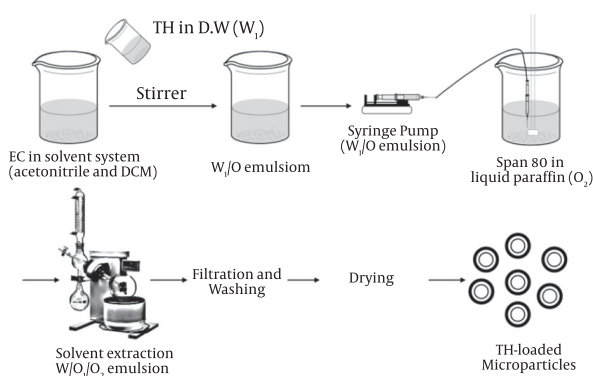 TH in D.W (W₁)
Stirrer
EC in solvent system
(acetonitrile and DCM)
W₁/O emulsiom
Syringe Pump
(W₁/O emulsion)
Span 80 in
liquid paraffin (O₂)
Solvent extraction
W/O₁/O₂ emulsion
Filtration and
Washing
Drying
TH-loaded
Microparticles